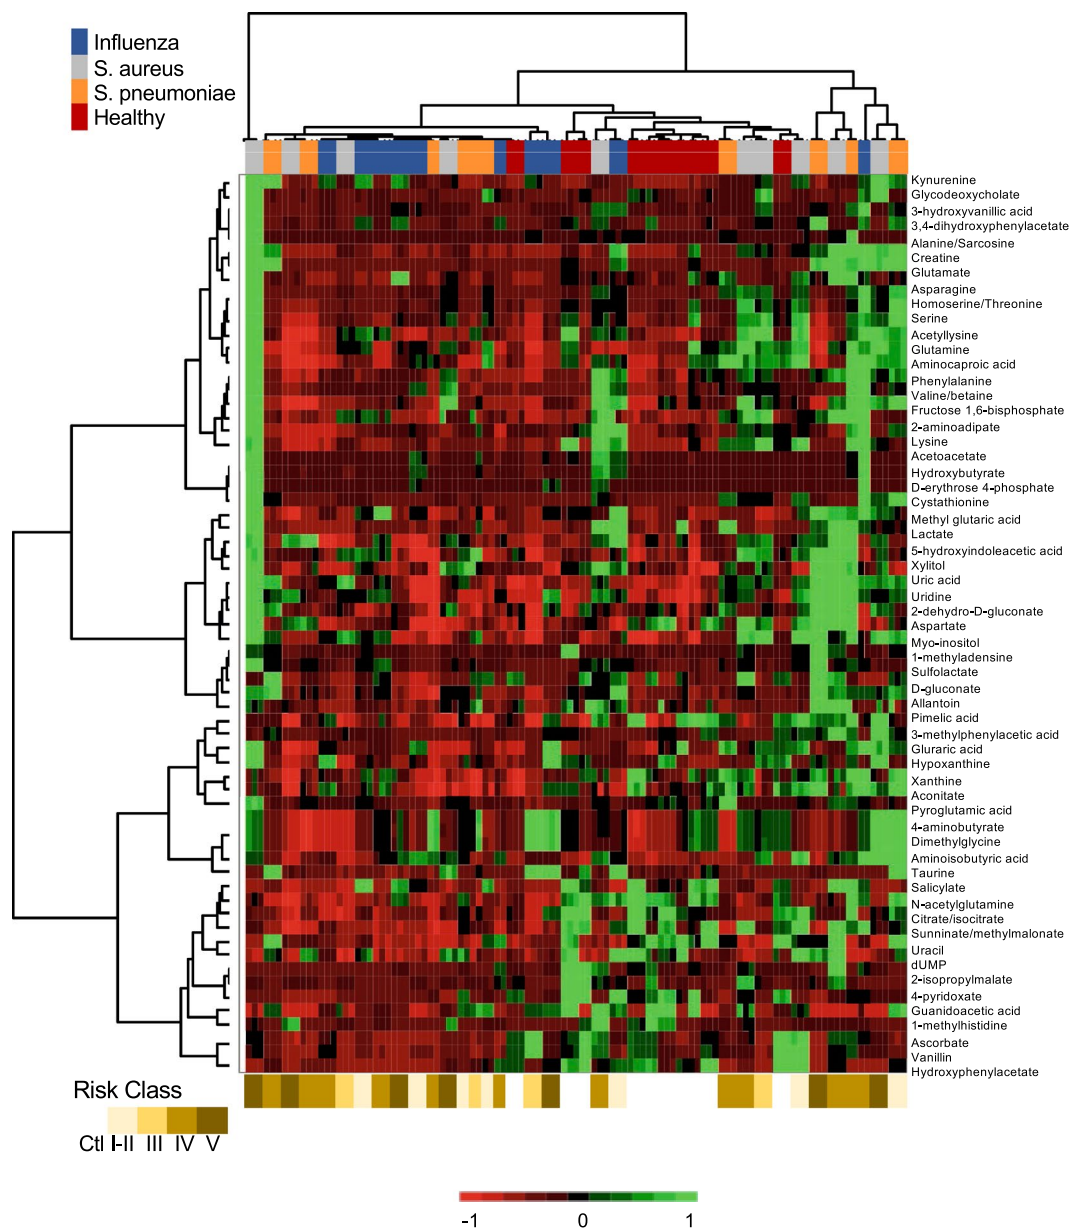 Influenza
S. aureus
S. pneumoniae
Healthy
Kynurenine
Glycodeoxycholate
3-hydroxyvanillic acid
3,4-dihydroxyphenylacetate
Alanine/Sarcosine
Creatine
Glutamate
Asparagine
Homoserine/Threonine
Serine
Acetyllysine
Glutamine
Aminocaproic acid
Phenylalanine
Valine/betaine
Fructose 1,6-bisphosphate
2-aminoadipate
Lysine
Acetoacetate
Hydroxybutyrate
D-erythrose 4-phosphate
Cystathionine
Methyl glutaric acid
Lactate
5-hydroxyindoleacetic acid
Xylitol
Uric acid
Uridine
2-dehydro-D-gluconate
Aspartate
Myo-inositol
1-methyladensine
Sulfolactate
D-gluconate
Allantoin
Pimelic acid
3-methylphenylacetic acid
Gluraric acid
Hypoxanthine
Xanthine
Aconitate
Pyroglutamic acid
4-aminobutyrate
Dimethylglycine
Aminoisobutyric acid
Taurine
Salicylate
N-acetylglutamine
Citrate/isocitrate
Sunninate/methylmalonate
Uracil
dUMP
2-isopropylmalate
4-pyridoxate
Guanidoacetic acid
1-methylhistidine
Ascorbate
Vanillin
Hydroxyphenylacetate
Risk Class
Ctl I-II III IV V
-1 0 1